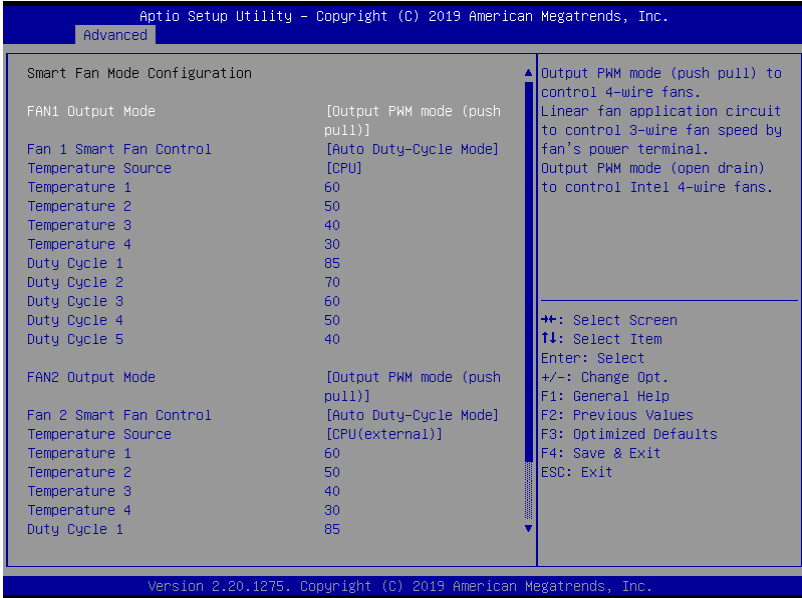 Aptio Setup Utility – Copyright (C) 2019 American Megatrends, Inc.
Advanced
Smart Fan Mode Configuration
FAN1 Output Mode [Output PWM mode (push
pull)]
Fan 1 Smart Fan Control [Auto Duty-Cycle Mode]
Temperature Source [CPU]
Temperature 1 60
Temperature 2 50
Temperature 3 40
Temperature 4 30
Duty Cycle 1 85
Duty Cycle 2 70
Duty Cycle 3 60
Duty Cycle 4 50
Duty Cycle 5 40
FAN2 Output Mode [Output PWM mode (push
pull)]
Fan 2 Smart Fan Control [Auto Duty-Cycle Mode]
Temperature Source [CPU(external)]
Temperature 1 60
Temperature 2 50
Temperature 3 40
Temperature 4 30
Duty Cycle 1 85
Output PWM mode (push pull) to
control 4-wire fans.
Linear fan application circuit
to control 3-wire fan speed by
fan's power terminal.
Output PWM mode (open drain)
to control Intel 4-wire fans.
→←: Select Screen
↑↓: Select Item
Enter: Select
+/-: Change Opt.
F1: General Help
F2: Previous Values
F3: Optimized Defaults
F4: Save & Exit
ESC: Exit
Version 2.20.1275. Copyright (C) 2019 American Megatrends, Inc.